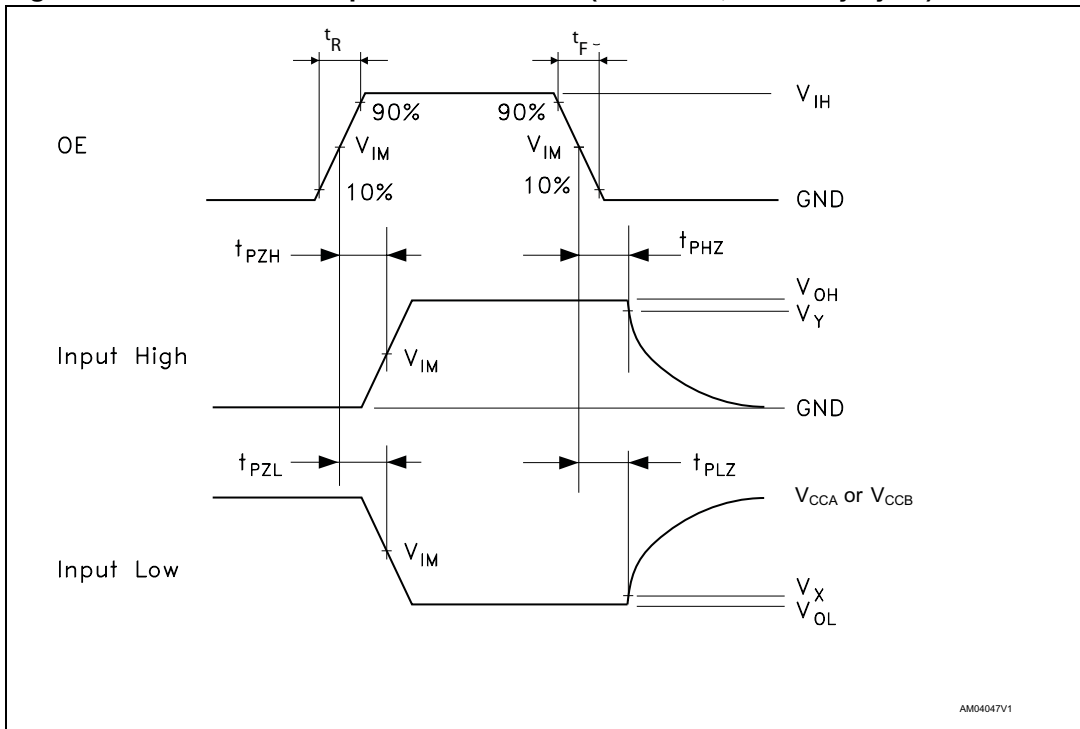 tR
tF
90%
90%
VIH
OE
VIM
VIM
10%
10%
GND
tPZH
tPHZ
VOH
VY
Input High
VIM
GND
tPZL
tPLZ
VCCA or VCCB
Input Low
VIM
VX
VOL
AM04047V1